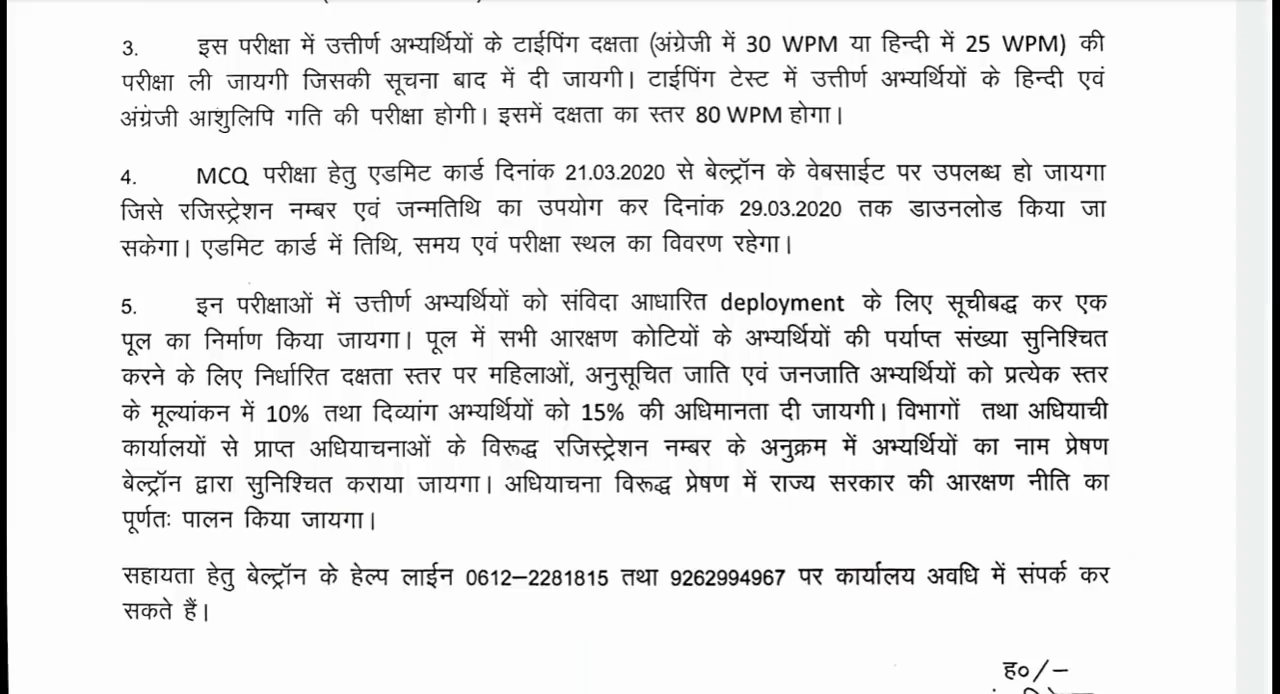 3. इस परीक्षा में उत्तीर्ण अभ्यर्थियों के टाईपिंग दक्षता (अंग्रेजी में 30 WPM या हिन्दी में 25 WPM) की
परीक्षा ली जायगी जिसकी सूचना बाद में दी जायगी। टाईपिंग टेस्ट में उत्तीर्ण अभ्यर्थियों के हिन्दी एवं
अंग्रेजी आशुलिपि गति की परीक्षा होगी। इसमें दक्षता का स्तर 80 WPM होगा।
4. MCQ परीक्षा हेतु एडमिट कार्ड दिनांक 21.03.2020 से बेल्ट्रॉन के वेबसाईट पर उपलब्ध हो जायगा
जिसे रजिस्ट्रेशन नम्बर एवं जन्मतिथि का उपयोग कर दिनांक 29.03.2020 तक डाउनलोड किया जा
सकेगा। एडमिट कार्ड में तिथि, समय एवं परीक्षा स्थल का विवरण रहेगा।
5. इन परीक्षाओं में उत्तीर्ण अभ्यर्थियों को संविदा आधारित deployment के लिए सूचीबद्ध कर एक
पूल का निर्माण किया जायगा। पूल में सभी आरक्षण कोटियों के अभ्यर्थियों की पर्याप्त संख्या सुनिश्चित
करने के लिए निर्धारित दक्षता स्तर पर महिलाओं, अनुसूचित जाति एवं जनजाति अभ्यर्थियों को प्रत्येक स्तर
के मूल्यांकन में 10% तथा दिव्यांग अभ्यर्थियों को 15% की अधिमानता दी जायगी। विभागों तथा अधियाची
कार्यालयों से प्राप्त अधियाचनाओं के विरूद्ध रजिस्ट्रेशन नम्बर के अनुक्रम में अभ्यर्थियों का नाम प्रेषण
बेल्ट्रॉन द्वारा सुनिश्चित कराया जायगा। अधियाचना विरूद्ध प्रेषण में राज्य सरकार की आरक्षण नीति का
पूर्णतः पालन किया जायगा।
सहायता हेतु बेल्ट्रॉन के हेल्प लाईन 0612–2281815 तथा 9262994967 पर कार्यालय अवधि में संपर्क कर
सकते हैं।
ह०/–